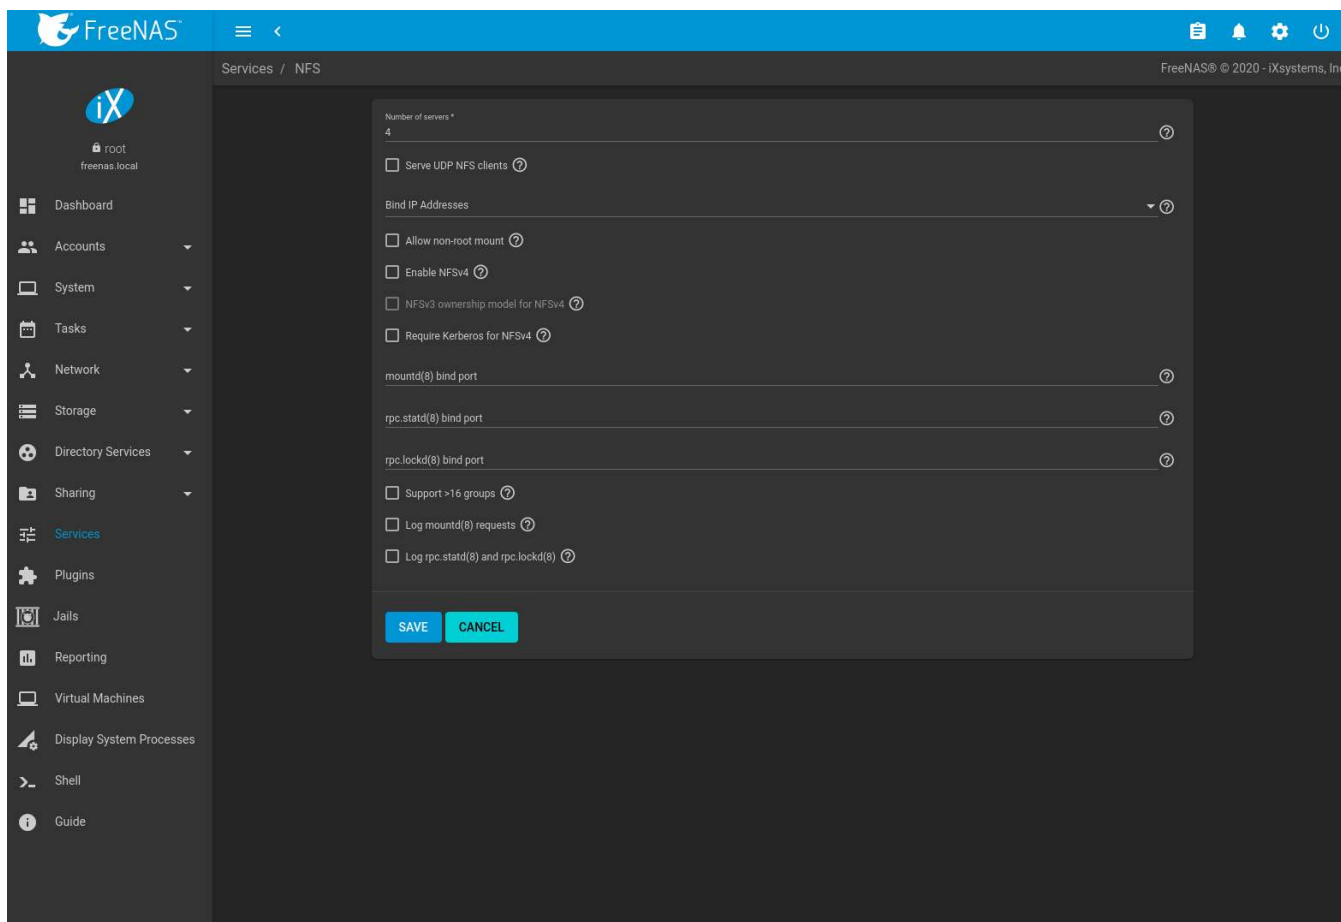 FreeNAS™
Services / NFS
FreeNAS® © 2020 - iXsystems, Inc
iX
root
freenas.local
Dashboard
Accounts
System
Tasks
Network
Storage
Directory Services
Sharing
Services
Plugins
Jails
Reporting
Virtual Machines
Display System Processes
Shell
Guide
Number of servers *
4
Serve UDP NFS clients
Bind IP Addresses
Allow non-root mount
Enable NFSv4
NFSv3 ownership model for NFSv4
Require Kerberos for NFSv4
mountd(8) bind port
rpc.statd(8) bind port
rpc.lockd(8) bind port
Support >16 groups
Log mountd(8) requests
Log rpc.statd(8) and rpc.lockd(8)
SAVE
CANCEL